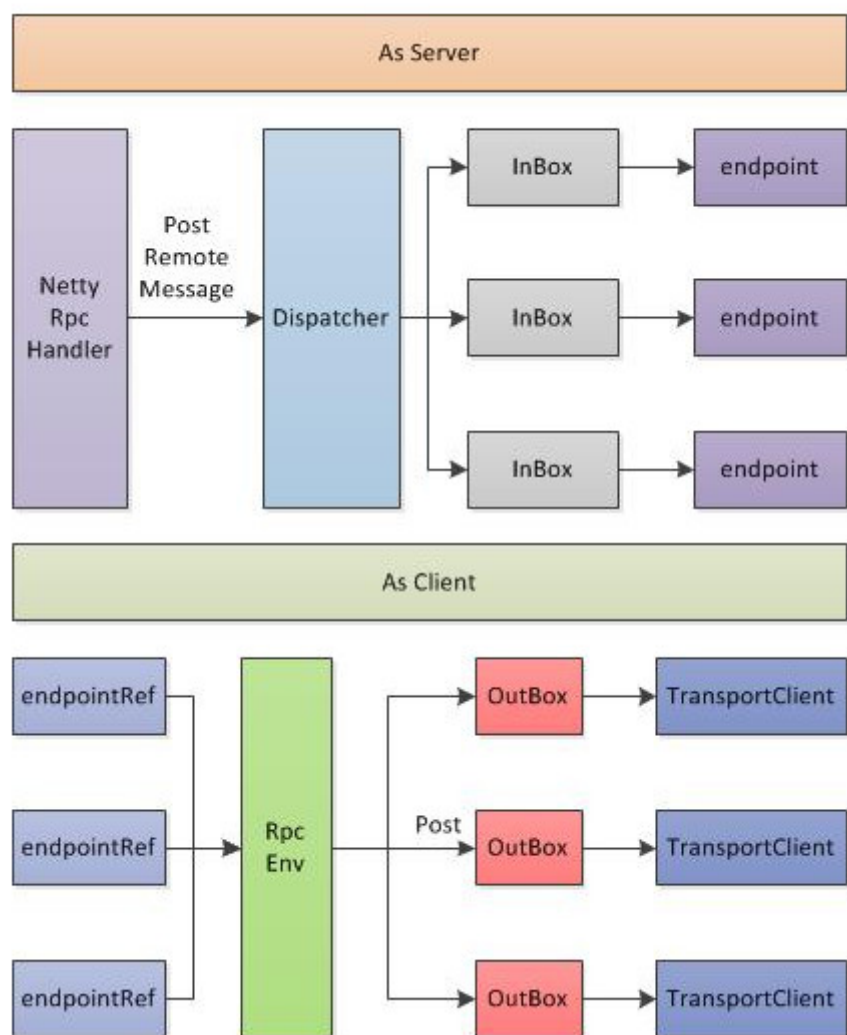 As Server
Post
Remote
Message
Netty
Rpc
Handler
Dispatcher
InBox
endpoint
InBox
endpoint
InBox
endpoint
As Client
endpointRef
OutBox
TransportClient
endpointRef
Rpc
Env
Post
OutBox
TransportClient
endpointRef
OutBox
TransportClient